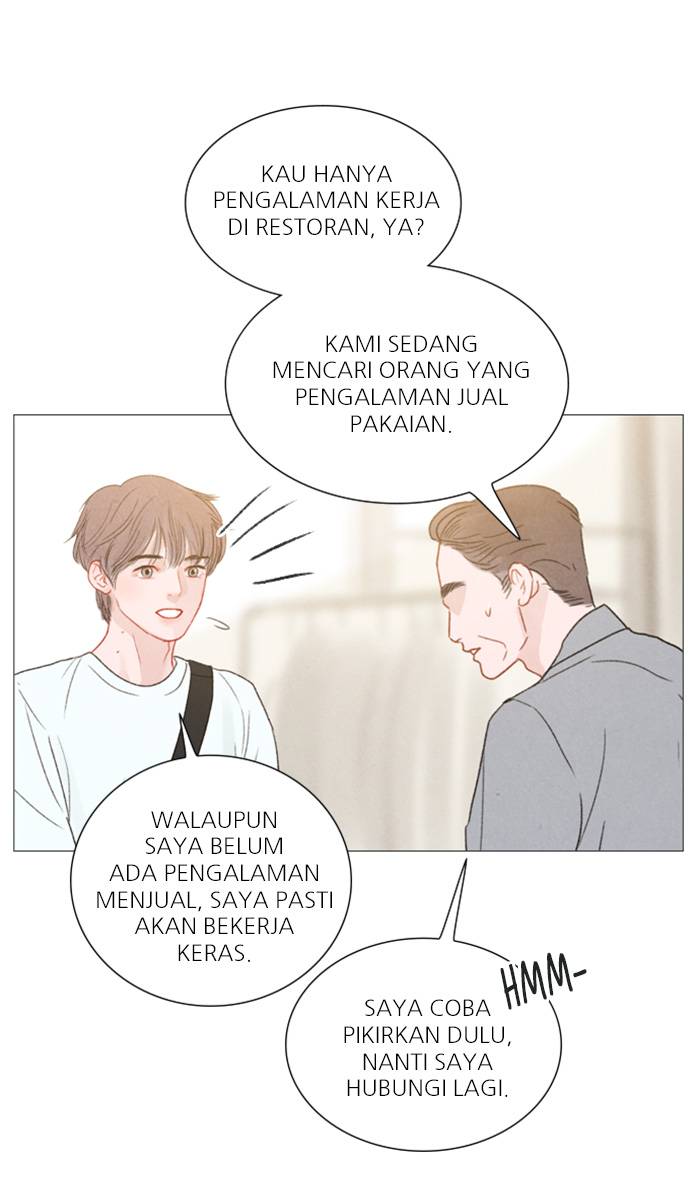 KAU HANYA
PENGALAMAN KERJA
DI RESTORAN, YA?
KAMI SEDANG
MENCARI ORANG YANG
PENGALAMAN JUAL
PAKAIAN.
WALAUPUN
SAYA BELUM
ADA PENGALAMAN
MENJUAL, SAYA PASTI
AKAN BEKERJA
KERAS.
HMM-
SAYA COBA
PIKIRKAN DULU,
NANTI SAYA
HUBUNGI LAGI.